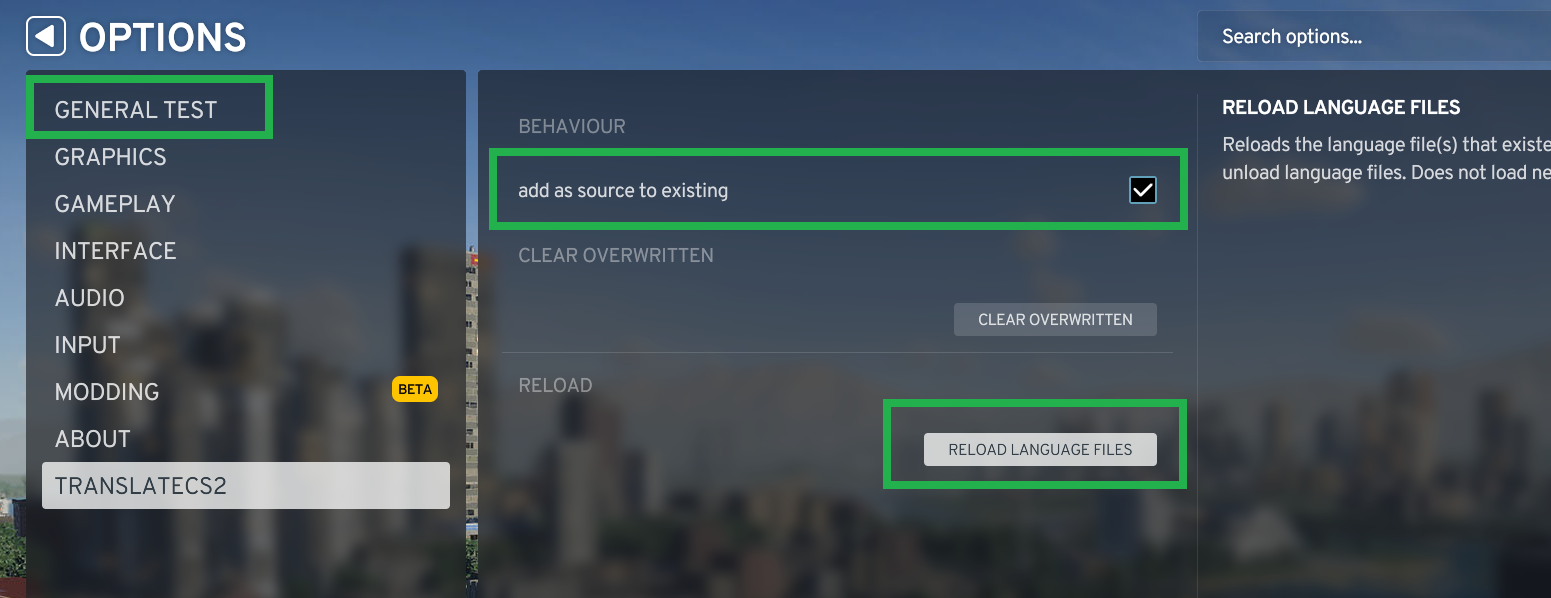 OPTIONS
Search options...
GENERAL TEST
GRAPHICS
GAMEPLAY
INTERFACE
AUDIO
INPUT
MODDING
BETA
ABOUT
TRANSLATECS2
BEHAVIOUR
add as source to existing
CLEAR OVERWRITTEN
CLEAR OVERWRITTEN
RELOAD
RELOAD LANGUAGE FILES
RELOAD LANGUAGE FILES
Reloads the language file(s) that existe
unload language files. Does not load ne